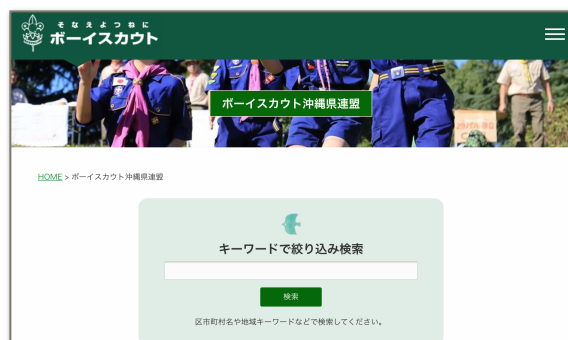 そなえよつねに
ボーイスカウト
ボーイスカウト沖縄県連盟
HOME > ボーイスカウト沖縄県連盟
キーワードで絞り込み検索
検索
区市町村名や地域キーワードなどで検索してください。